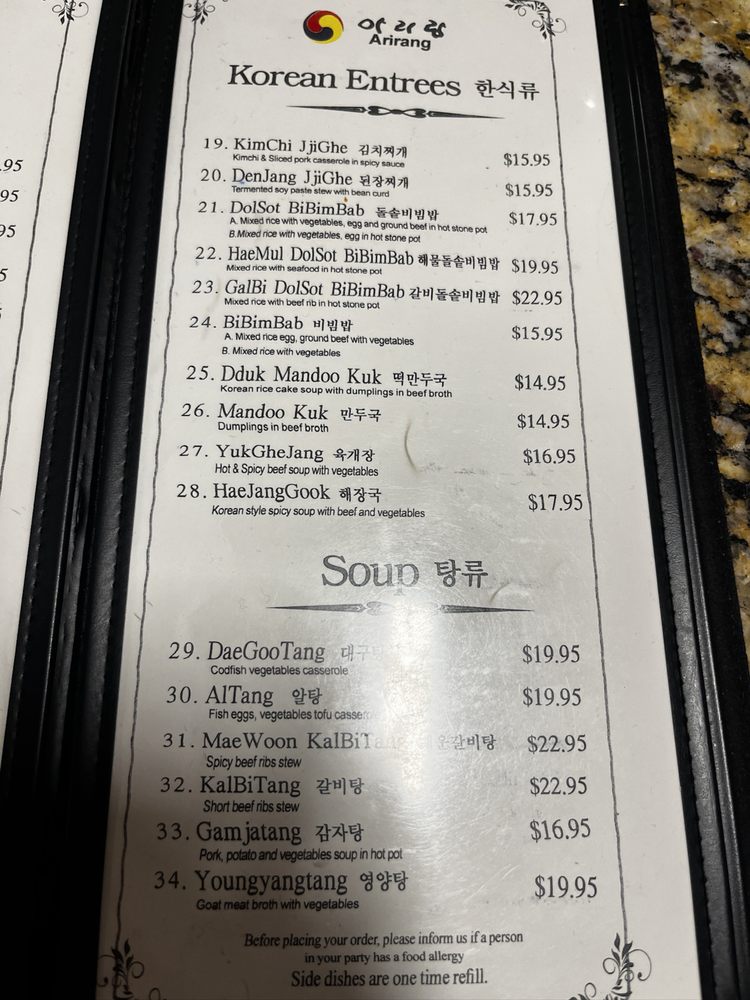 .95
95
95
5
아리랑
Arirang
Korean Entrees 한식류
19. KimChi JjiGhe 김치찌개 $15.95
Kimchi & Sliced pork casserole in spicy sauce
20. DenJang JjiGhe 된장찌개 $15.95
Termented soy paste stew with bean curd
21. DolSot BiBimBab 돌솥비빔밥 $17.95
A. Mixed rice with vegetables, egg and ground beef in hot stone pot
B.Mixed rice with vegetables, egg in hot stone pot
22. HaeMul DolSot BiBimBab 해물돌솥비빔밥 $19.95
Mixed rice with seafood in hot stone pot
23. GalBi DolSot BiBimBab 갈비돌솥비빔밥 $22.95
Mixed rice with beef rib in hot stone pot
24. BiBimBab 비빔밥 $15.95
A. Mixed rice egg, ground beef with vegetables
B. Mixed rice with vegetables
25. Dduk Mandoo Kuk 떡만두국 $14.95
Korean rice cake soup with dumplings in beef broth
26. Mandoo Kuk 만두국 $14.95
Dumplings in beef broth
27. YukGheJang 육개장 $16.95
Hot & Spicy beef soup with vegetables
28. HaeJangGook 해장국 $17.95
Korean style spicy soup with beef and vegetables
Soup 탕류
29. DaeGooTang $19.95
Codfish vegetables casserole
30. AlTang 알탕 $19.95
Fish eggs, vegetables tofu
31. MaeWoon $22.95
Spicy beef ribs stew
32. KalBiTang 갈비탕 $22.95
Short beef ribs stew
33. Gamjatang 감자탕 $16.95
Pork, potato and vegetables soup in hot pot
34. Youngyangtang 영양탕 $19.95
Goat meat broth with vegetables
Before placing your order, please inform us if a person
in your party has a food allergy
Side dishes are one time refill.